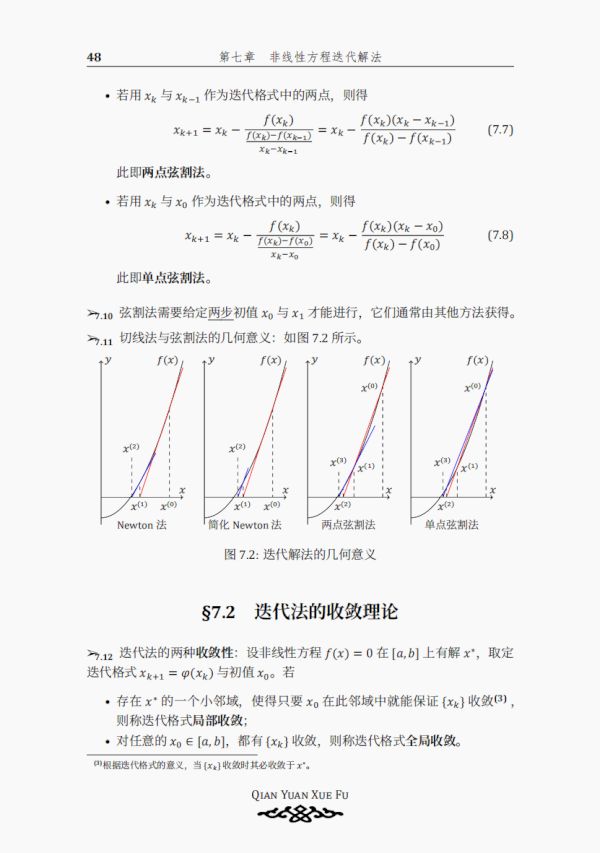 48 第七章 非线性方程迭代解法
• 若用 x_k 与 x_{k−1} 作为迭代格式中的两点，则得
x_{k+1} = x_k − \frac{f(x_k)}{\frac{f(x_k)−f(x_{k−1})}{x_k−x_{k−1}}} = x_k − \frac{f(x_k)(x_k − x_{k−1})}{f(x_k) − f(x_{k−1})} (7.7)
此即两点弦割法。
• 若用 x_k 与 x_0 作为迭代格式中的两点，则得
x_{k+1} = x_k − \frac{f(x_k)}{\frac{f(x_k)−f(x_0)}{x_k−x_0}} = x_k − \frac{f(x_k)(x_k − x_0)}{f(x_k) − f(x_0)} (7.8)
此即单点弦割法。
7.10 弦割法需要给定两步初值 x_0 与 x_1 才能进行，它们通常由其他方法获得。
7.11 切线法与弦割法的几何意义：如图 7.2 所示。
y f(x) x^{(2)} x x^{(1)} x^{(0)}
Newton 法
y f(x) x^{(2)} x x^{(1)} x^{(0)}
简化 Newton 法
y f(x) x^{(0)} x^{(3)} x^{(1)} x x^{(2)}
两点弦割法
y f(x) x^{(0)} x^{(3)} x^{(1)} x x^{(2)}
单点弦割法
图 7.2: 迭代解法的几何意义
§7.2 迭代法的收敛理论
7.12 迭代法的两种收敛性：设非线性方程 f(x) = 0 在 [a, b] 上有解 x*，取定
迭代格式 x_{k+1} = φ(x_k) 与初值 x_0。若
• 存在 x* 的一个小邻域，使得只要 x_0 在此邻域中就能保证 {x_k} 收敛(3)，
则称迭代格式局部收敛；
• 对任意的 x_0 ∈ [a, b]，都有 {x_k} 收敛，则称迭代格式全局收敛。
(3)根据迭代格式的意义，当 {x_k} 收敛时其必收敛于 x*。
QIAN YUAN XUE FU